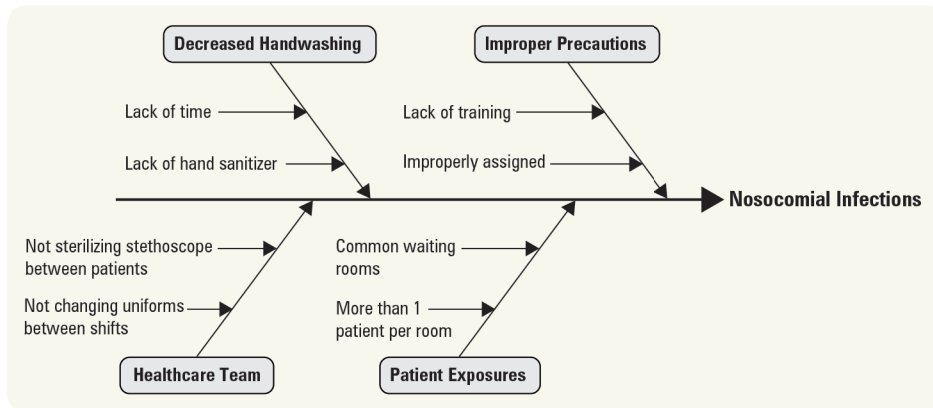 Decreased Handwashing
Improper Precautions
Lack of time
Lack of training
Lack of hand sanitizer
Improperly assigned
Nosocomial Infections
Not sterilizing stethoscope
between patients
Common waiting
rooms
Not changing uniforms
between shifts
More than 1
patient per room
Healthcare Team
Patient Exposures